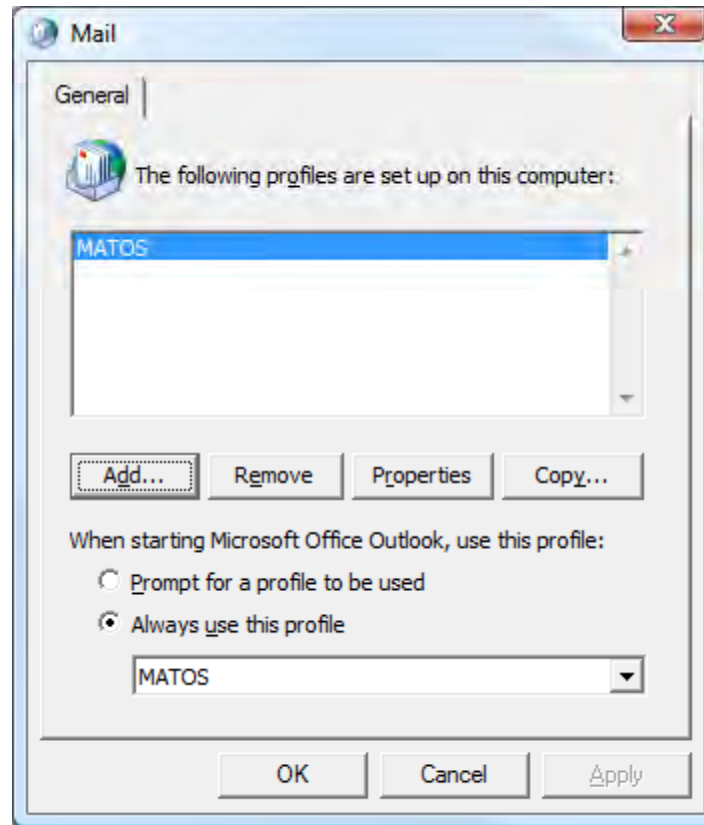 Mail
General
The following profiles are set up on this computer:
MATOS
Add... Remove Properties Copy...
When starting Microsoft Office Outlook, use this profile:
Prompt for a profile to be used
Always use this profile
MATOS
OK Cancel Apply